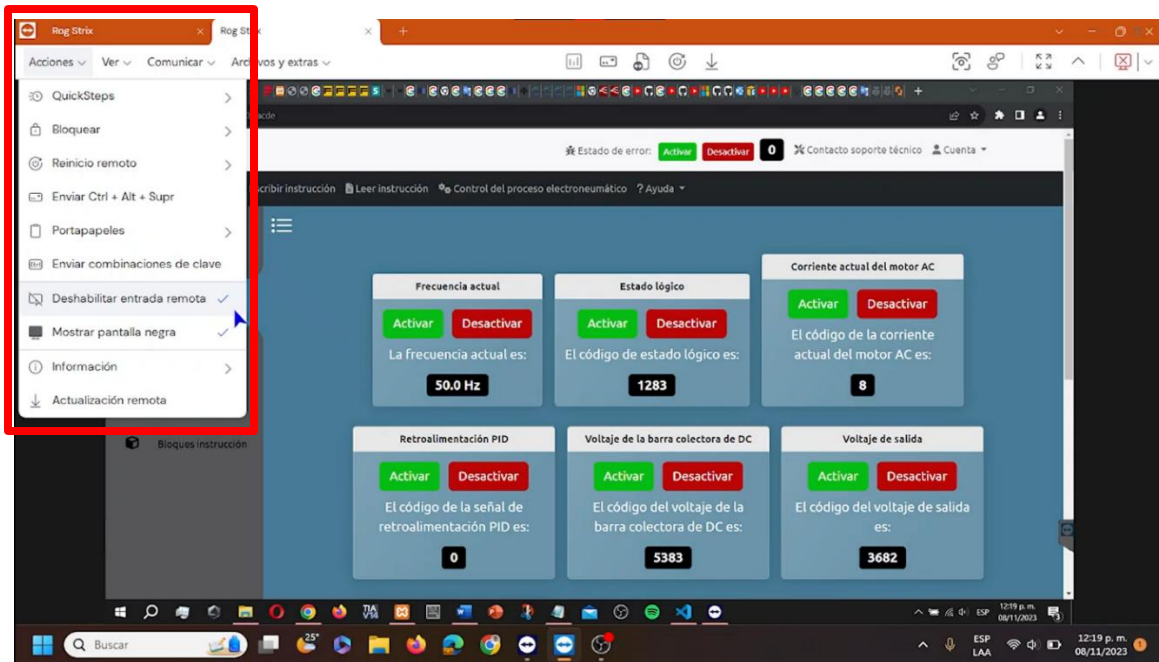 Rog Strix
Rog St
Acciones Ver Comunicar Archivos y extras
QuickSteps
Bloquear
Reinicio remoto
Enviar Ctrl + Alt + Supr
Portapapeles
Enviar combinaciones de clave
Deshabilitar entrada remota
Mostrar pantalla negra
Información
Actualización remota
Estado de error: Activar Desactivar 0 Contacto soporte técnico Cuenta
cribir instrucción Leer instrucción Control del proceso electroneumático ? Ayuda
Frecuencia actual
Activar Desactivar
La frecuencia actual es:
50.0 Hz
Estado lógico
Activar Desactivar
El código de estado lógico es:
1283
Corriente actual del motor AC
Activar Desactivar
El código de la corriente
actual del motor AC es:
8
Bloques instrucción
Retroalimentación PID
Activar Desactivar
El código de la señal de
retroalimentación PID es:
0
Voltaje de la barra colectora de DC
Activar Desactivar
El código del voltaje de la
barra colectora de DC es:
5383
Voltaje de salida
Activar Desactivar
El código del voltaje de salida
es:
3682
ESP
12:19 p. m.
08/11/2023
Buscar
25°
ESP
LAA
12:19 p. m.
08/11/2023
1